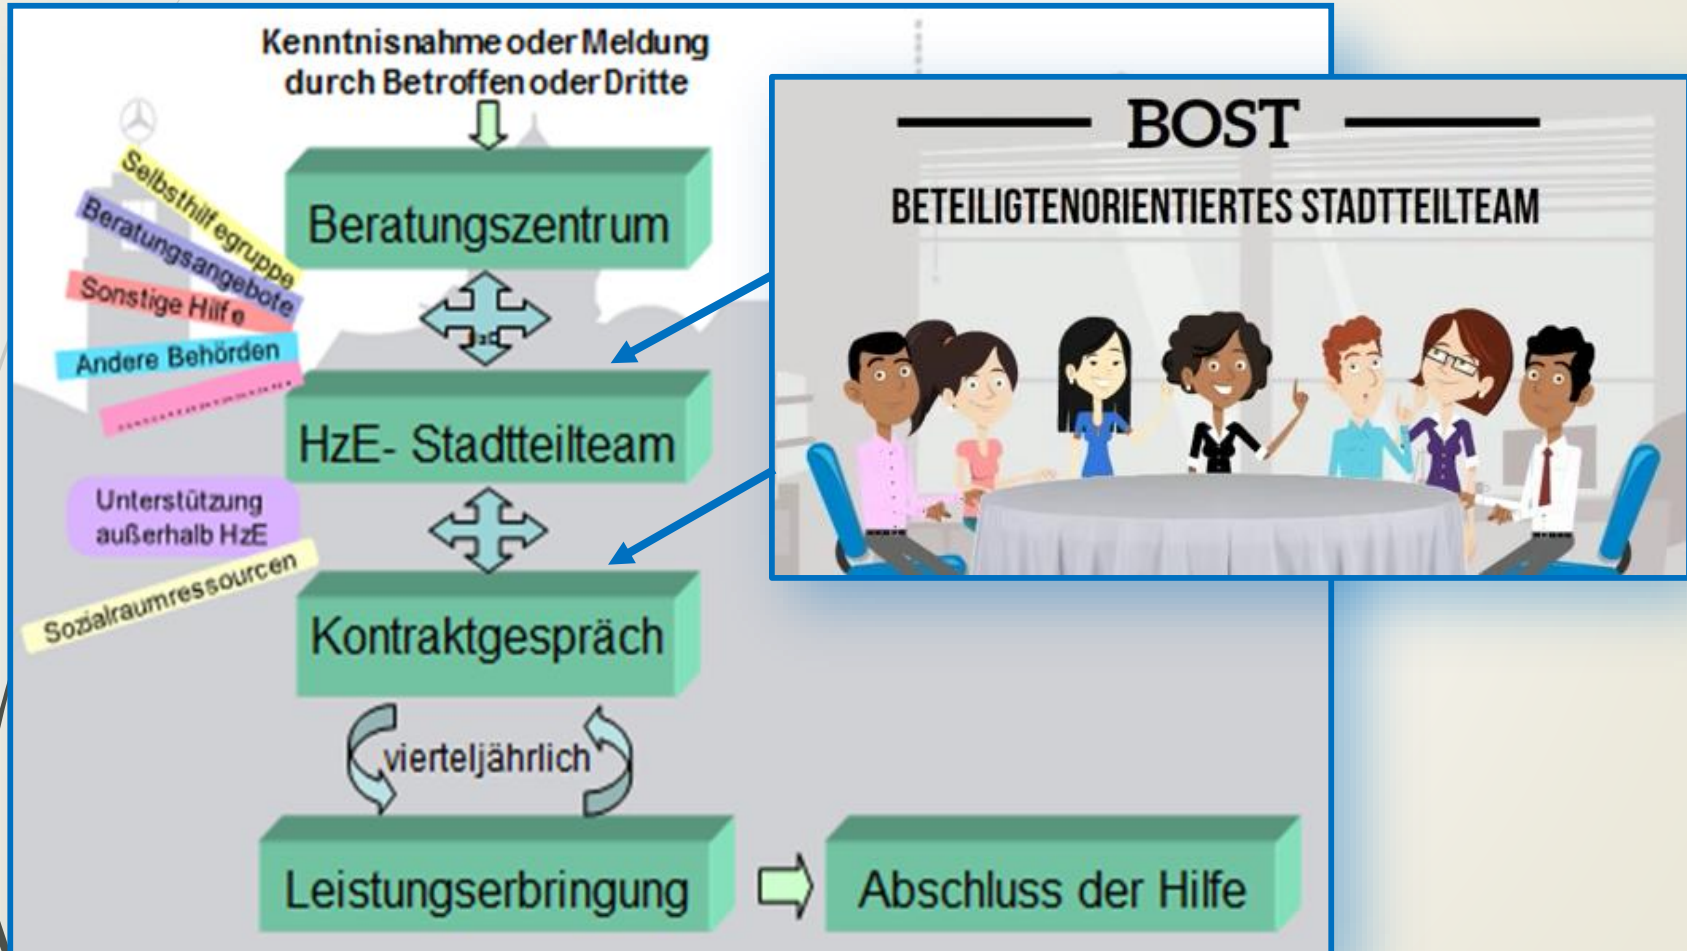 Kenntnisnahme oder Meldung
durch Betroffen oder Dritte
Beratungszentrum
Selbsthilfegruppe
Beratungsangebote
Sonstige Hilfe
Andere Behörden
....................
HzE- Stadtteilteam
Unterstützung
außerhalb HzE
Sozialraumressourcen
Kontraktgespräch
vierteljährlich
Leistungserbringung
Abschluss der Hilfe
BOST
BETEILIGTENORIENTIERTES STADTTEILTEAM